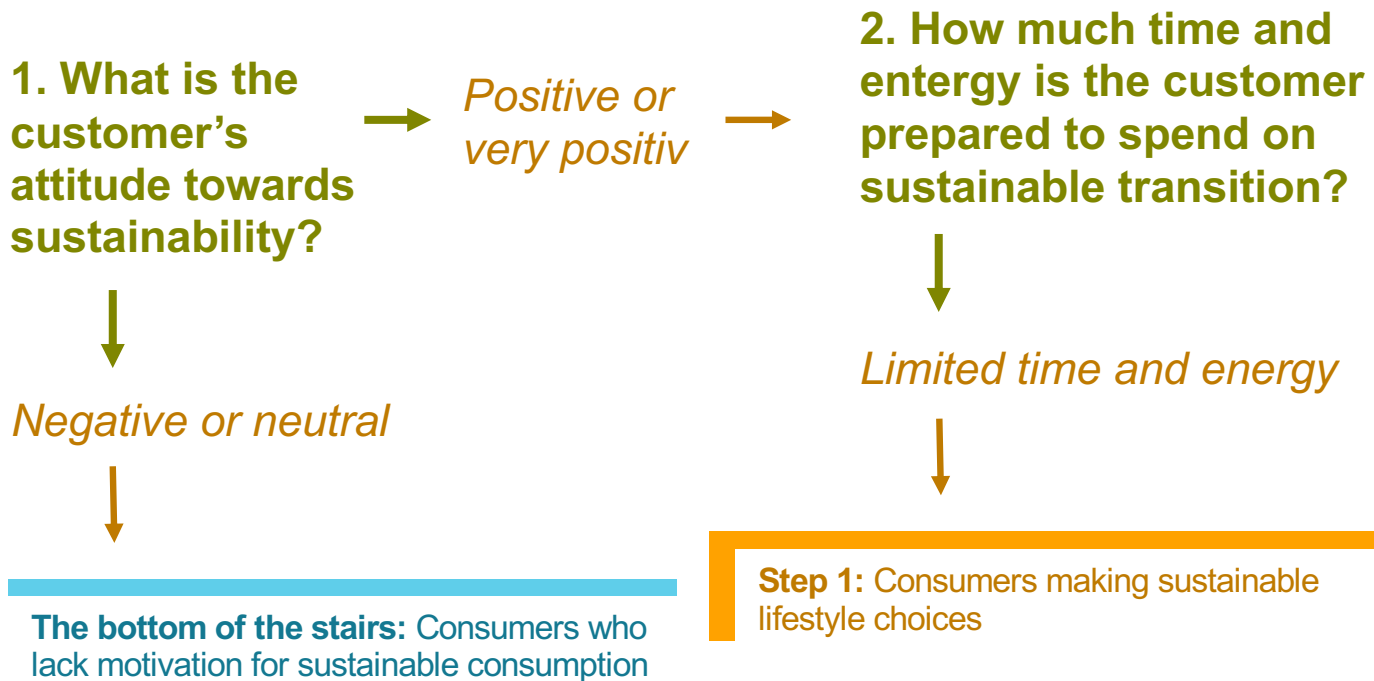 1. What is the
customer’s
attitude towards
sustainability?
Positive or
very positiv
2. How much time and
entergy is the customer
prepared to spend on
sustainable transition?
Negative or neutral
Limited time and energy
The bottom of the stairs: Consumers who
lack motivation for sustainable consumption
Step 1: Consumers making sustainable
lifestyle choices